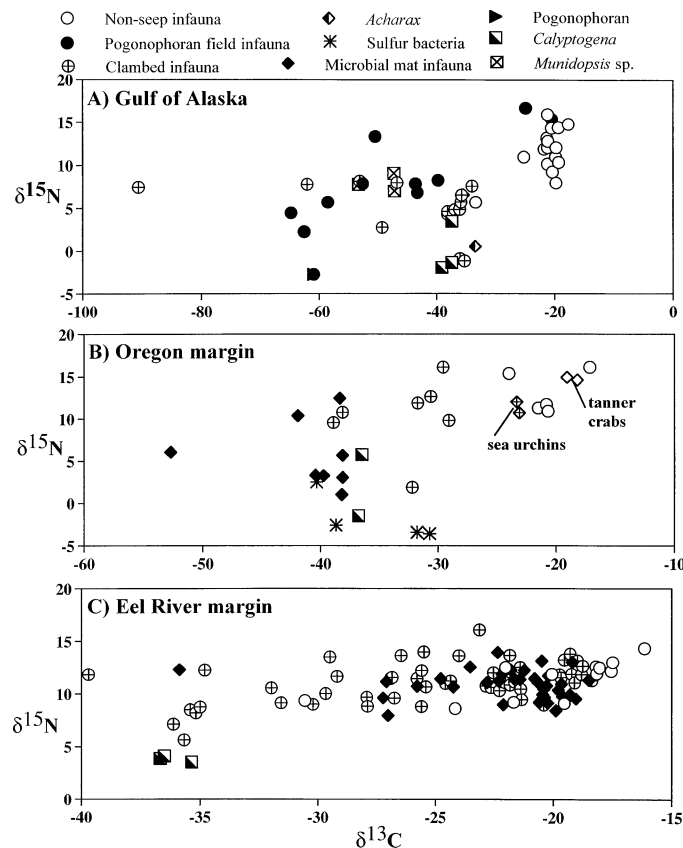 Non-seep infauna
Acharax
Pogonophoran
Pogonophoran field infauna
Sulfur bacteria
Calyptogena
Clambed infauna
Microbial mat infauna
Munidopsis sp.
20
A) Gulf of Alaska
15
10
δ15N
5
0
-5
-100
-80
-60
-40
-20
0
20
B) Oregon margin
15
tanner
crabs
10
sea urchins
δ15N
5
0
-5
-60
-50
-40
-30
-20
-10
20
C) Eel River margin
15
10
δ15N
5
0
-40
-35
-30
-25
-20
-15
δ13C